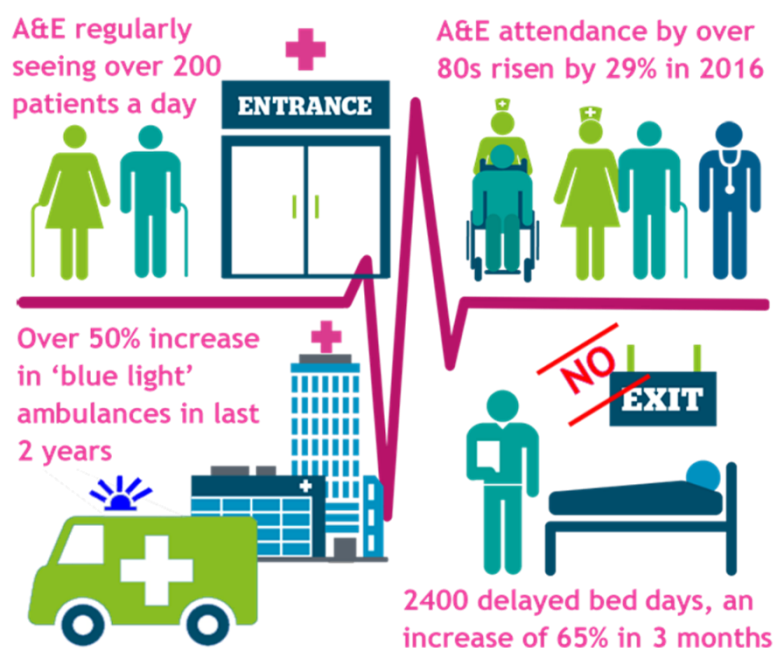 A&E regularly
seeing over 200
patients a day
ENTRANCE
A&E attendance by over
80s risen by 29% in 2016
Over 50% increase
in ‘blue light’
ambulances in last
2 years
NO
EXIT
2400 delayed bed days, an
increase of 65% in 3 months